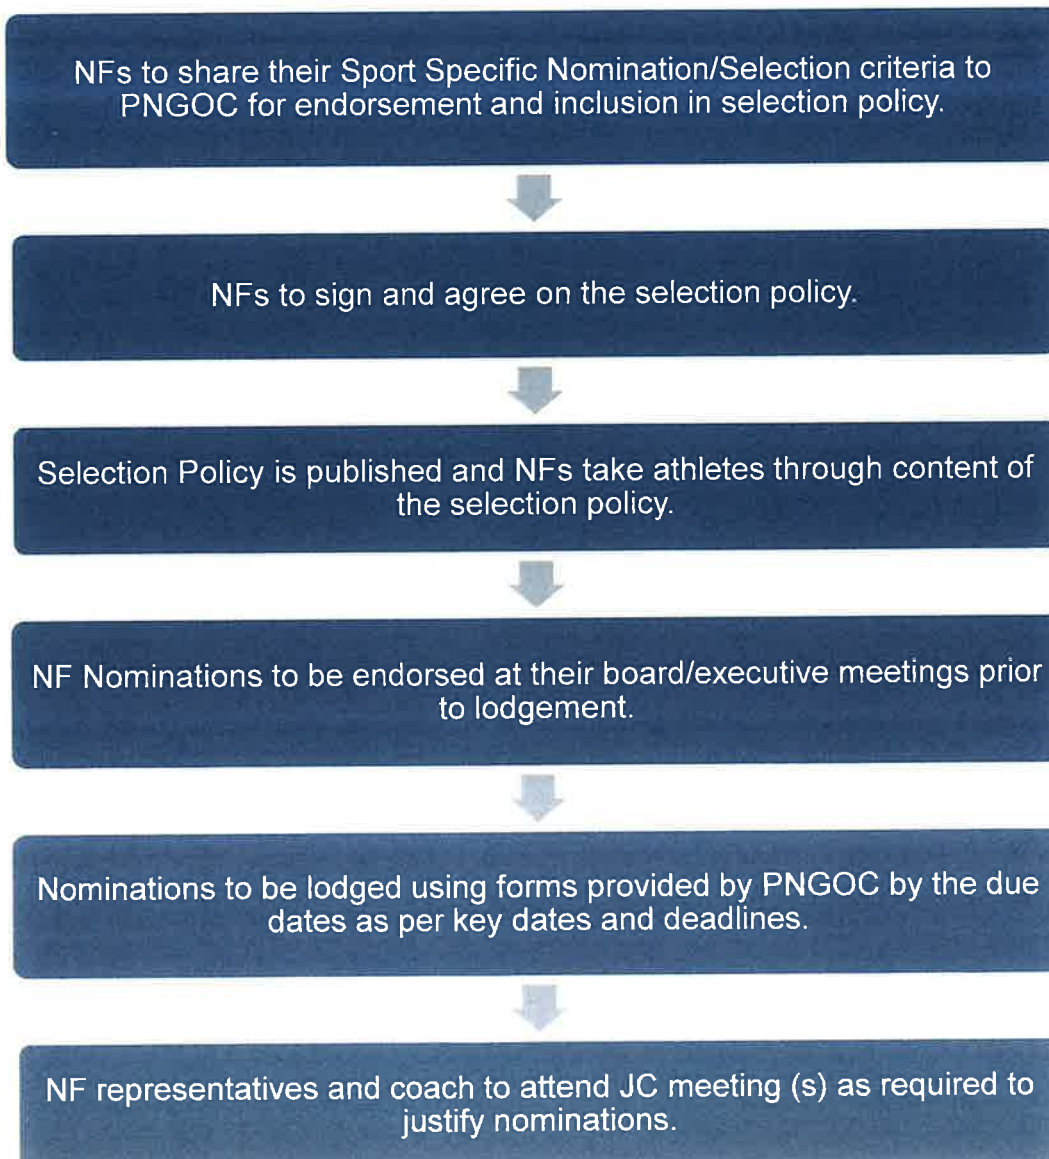 NFs to share their Sport Specific Nomination/Selection criteria to
PNGOC for endorsement and inclusion in selection policy.
NFs to sign and agree on the selection policy.
Selection Policy is published and NFs take athletes through content of
the selection policy.
NF Nominations to be endorsed at their board/executive meetings prior
to lodgement.
Nominations to be lodged using forms provided by PNGOC by the due
dates as per key dates and deadlines.
NF representatives and coach to attend JC meeting (s) as required to
justify nominations.